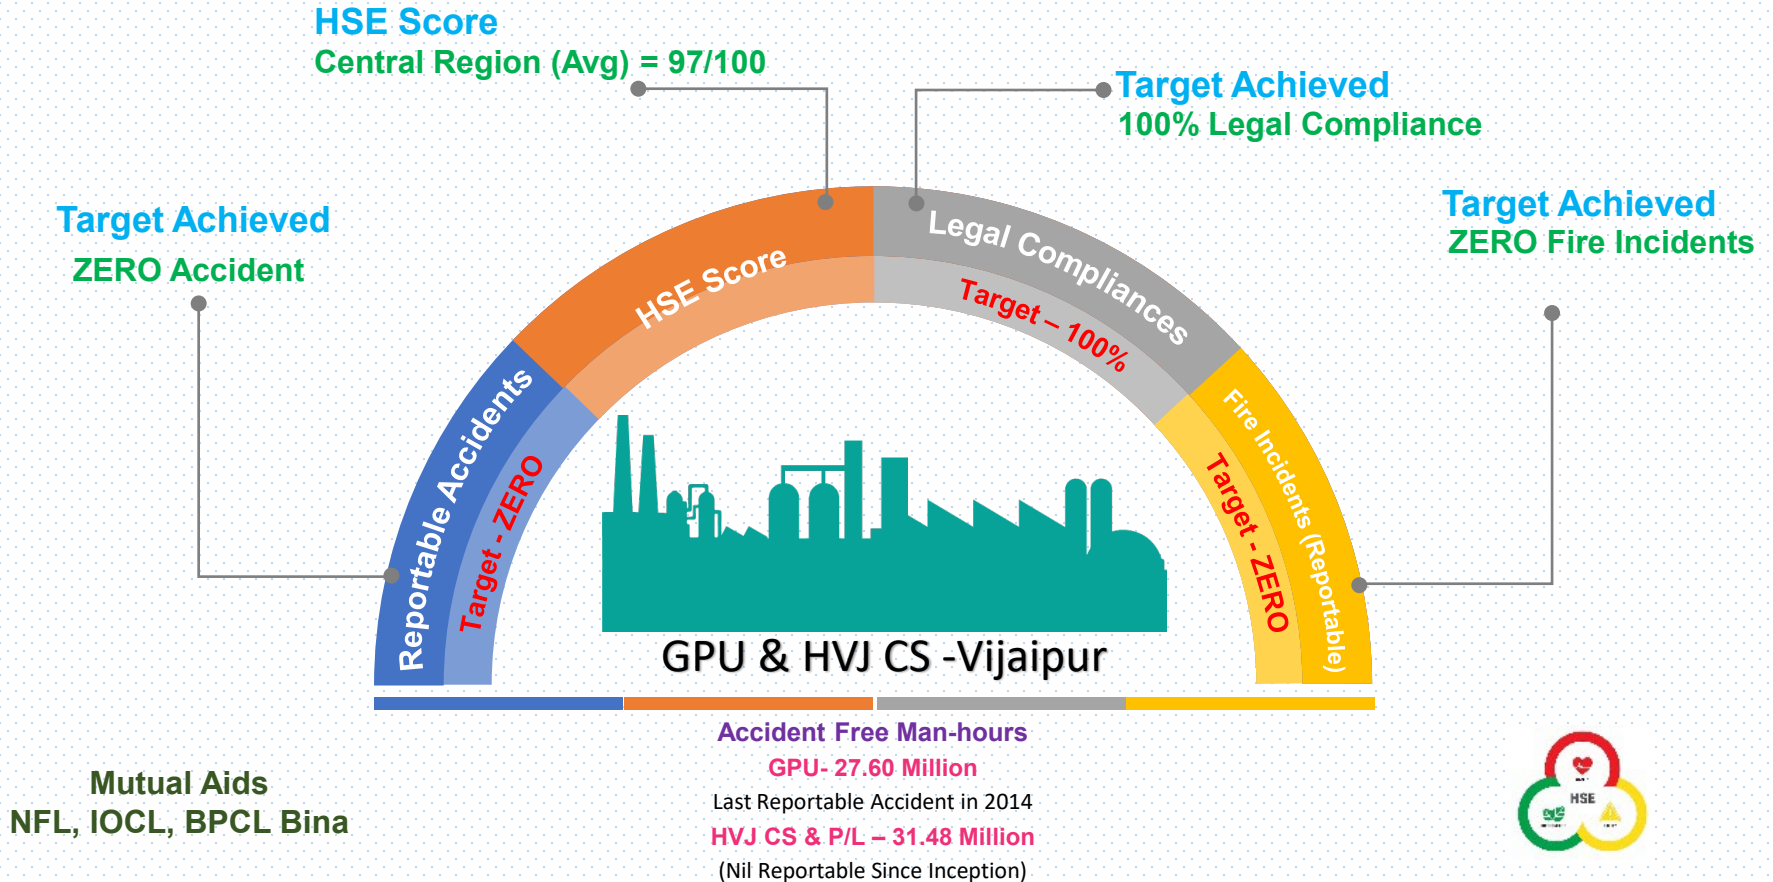 HSE Score
Central Region (Avg) = 97/100
Target Achieved
100% Legal Compliance
Target Achieved
ZERO Accident
Target Achieved
ZERO Fire Incidents
Reportable Accidents
Target - ZERO
HSE Score
Legal Compliances
Target – 100%
Fire Incidents (Reportable)
Target - ZERO
GPU & HVJ CS -Vijaipur
Accident Free Man-hours
GPU- 27.60 Million
Last Reportable Accident in 2014
HVJ CS & P/L – 31.48 Million
(Nil Reportable Since Inception)
Mutual Aids
NFL, IOCL, BPCL Bina
HSE